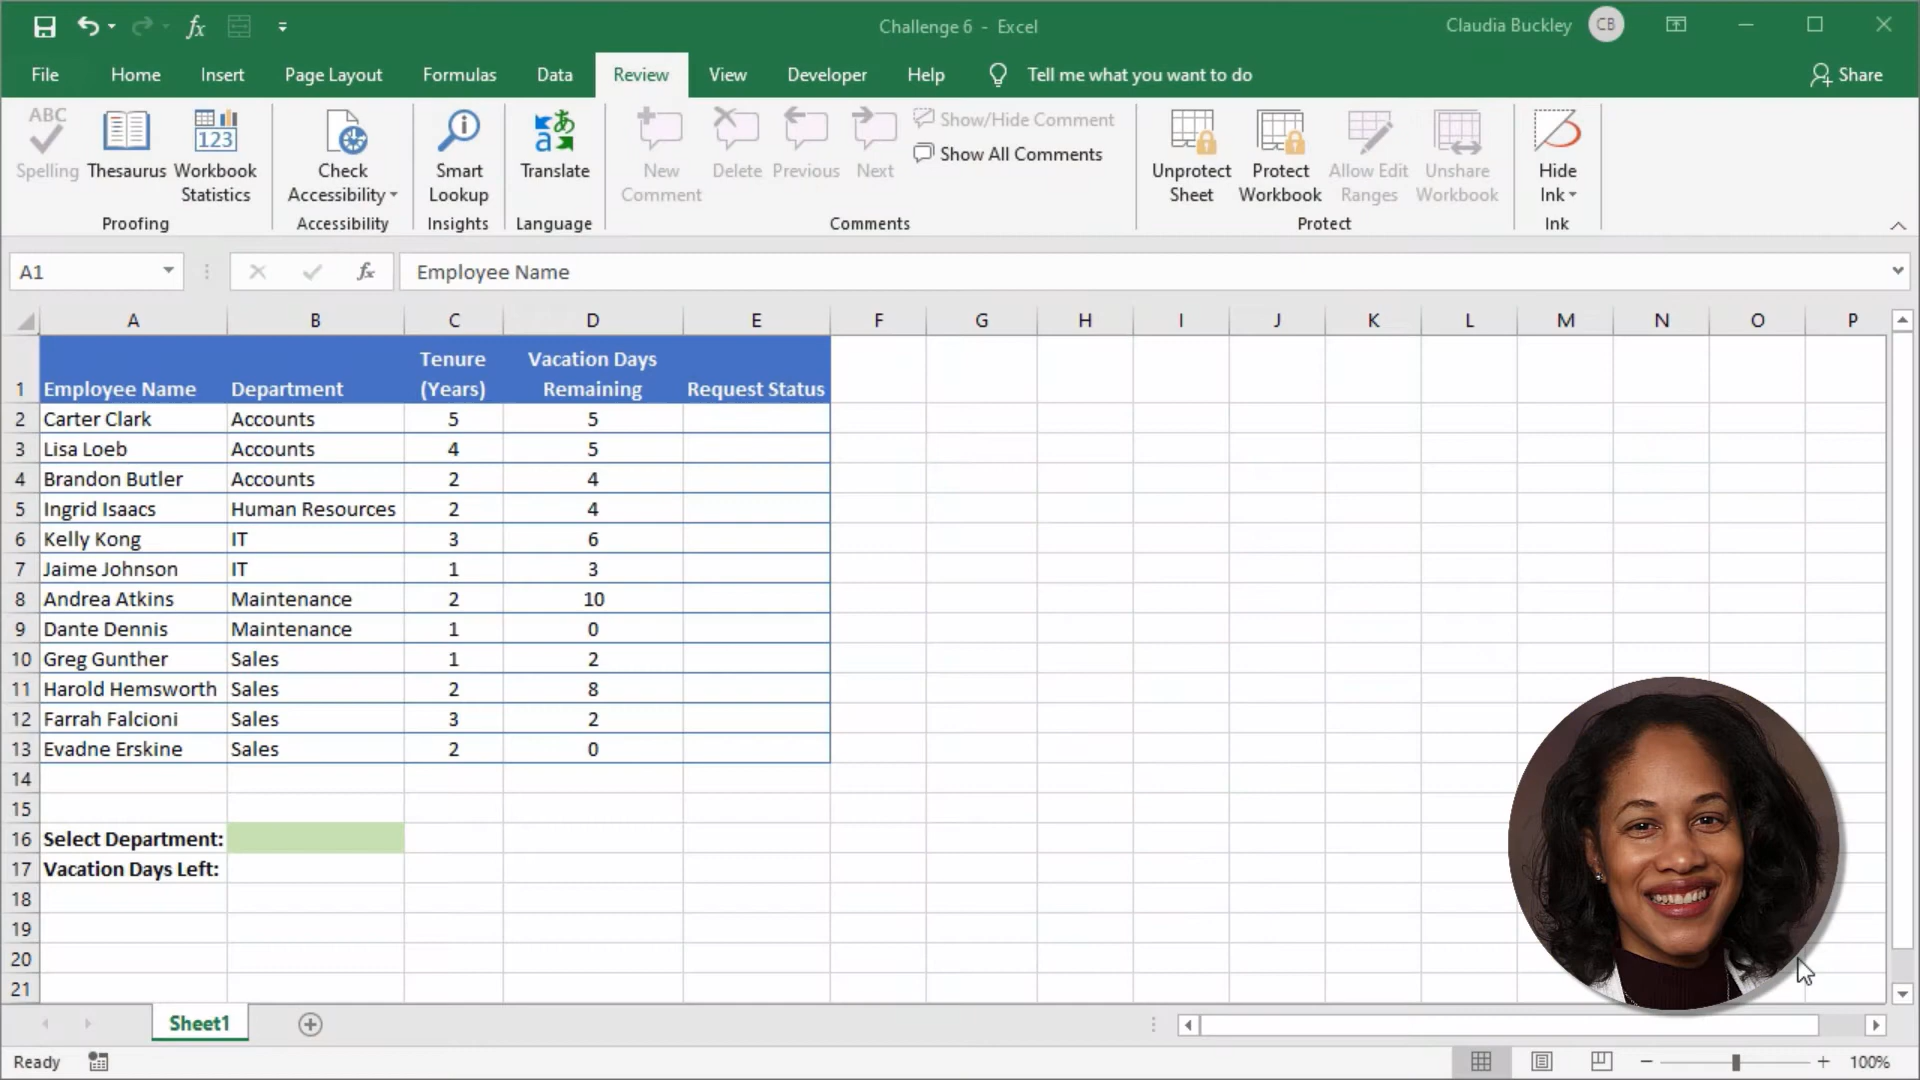 Challenge 6 - Excel
Claudia Buckley CB
File Home Insert Page Layout Formulas Data Review View Developer Help Tell me what you want to do Share
ABC
Spelling
Thesaurus
123
Workbook
Statistics
Proofing
Check
Accessibility
Accessibility
Smart
Lookup
Insights
Translate
Language
New
Comment
Delete
Previous
Next
Show/Hide Comment
Show All Comments
Comments
Unprotect
Sheet
Protect
Workbook
Allow Edit
Ranges
Unshare
Workbook
Protect
Hide
Ink
Ink
A1 fx Employee Name
A B C D E F G H I J K L M N O P
1 Employee Name Department Tenure (Years) Vacation Days Remaining Request Status
2 Carter Clark Accounts 5 5
3 Lisa Loeb Accounts 4 5
4 Brandon Butler Accounts 2 4
5 Ingrid Isaacs Human Resources 2 4
6 Kelly Kong IT 3 6
7 Jaime Johnson IT 1 3
8 Andrea Atkins Maintenance 2 10
9 Dante Dennis Maintenance 1 0
10 Greg Gunther Sales 1 2
11 Harold Hemsworth Sales 2 8
12 Farrah Falcioni Sales 3 2
13 Evadne Erskine Sales 2 0
14
15
16 Select Department:
17 Vacation Days Left:
18
19
20
21
Sheet1
Ready 100%